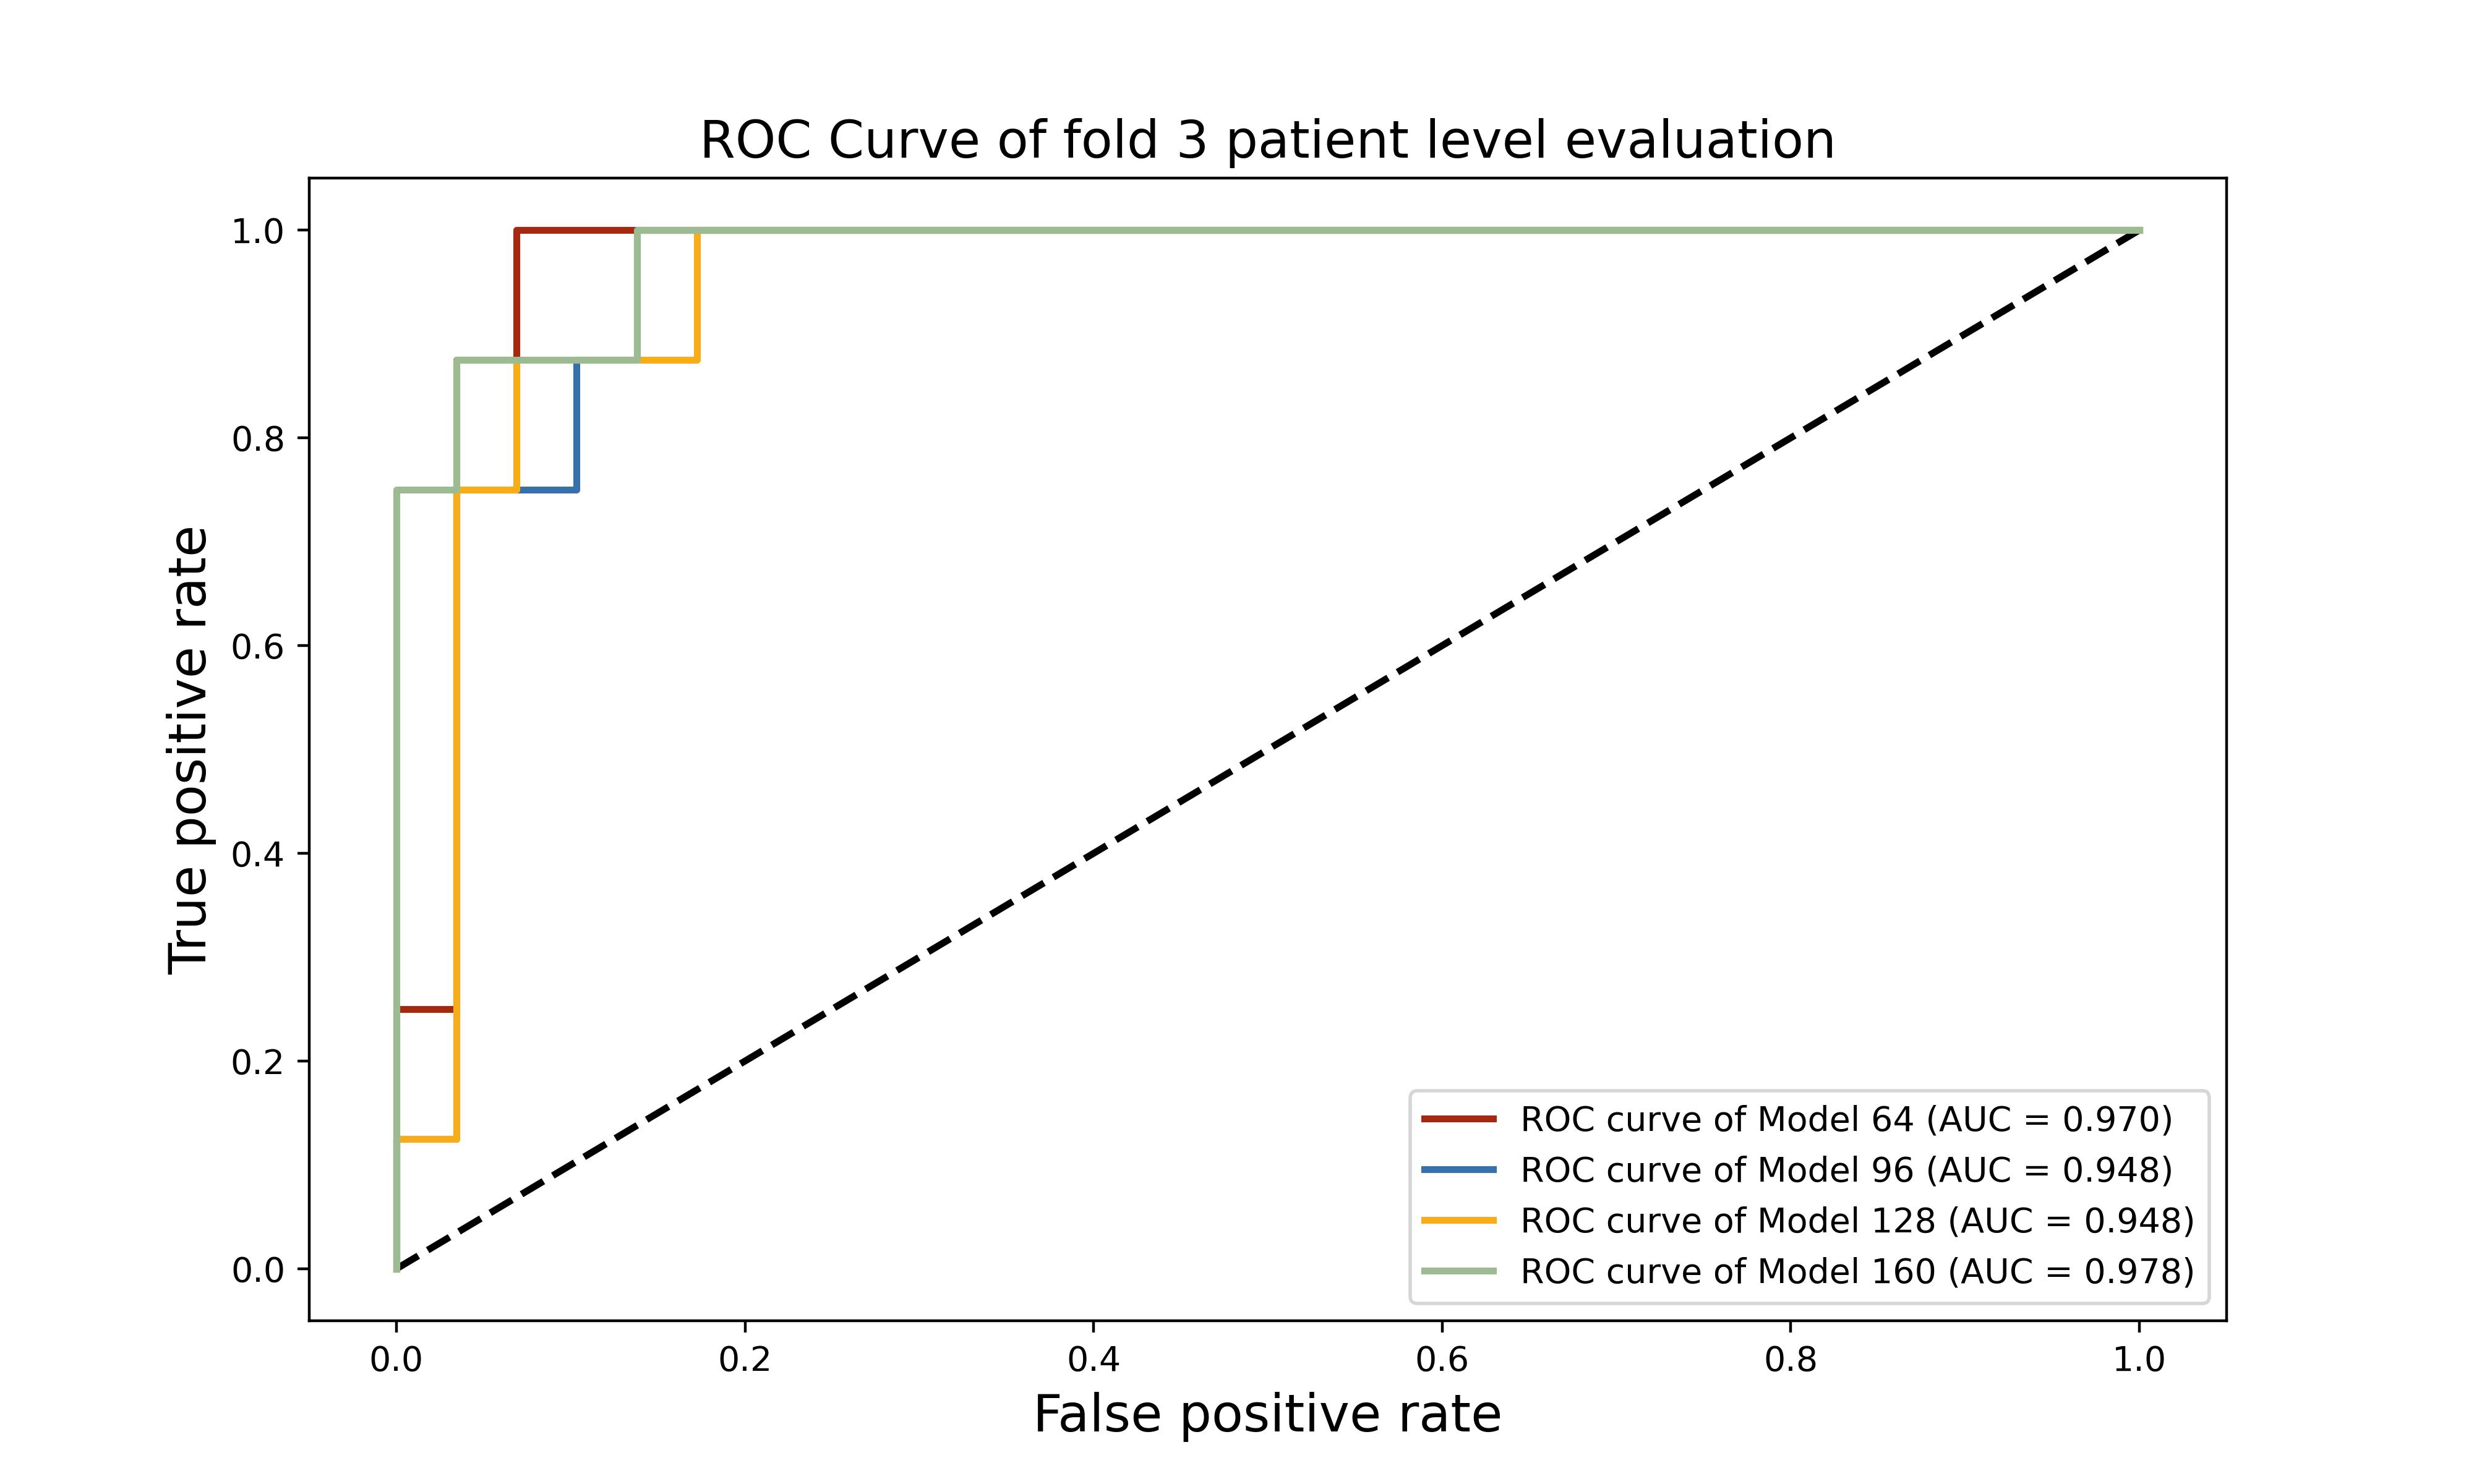 ROC Curve of fold 3 patient level evaluation
True positive rate
1.0
0.8
0.6
0.4
0.2
0.0
ROC curve of Model 64 (AUC = 0.970)
ROC curve of Model 96 (AUC = 0.948)
ROC curve of Model 128 (AUC = 0.948)
ROC curve of Model 160 (AUC = 0.978)
0.0 0.2 0.4 0.6 0.8 1.0
False positive rate